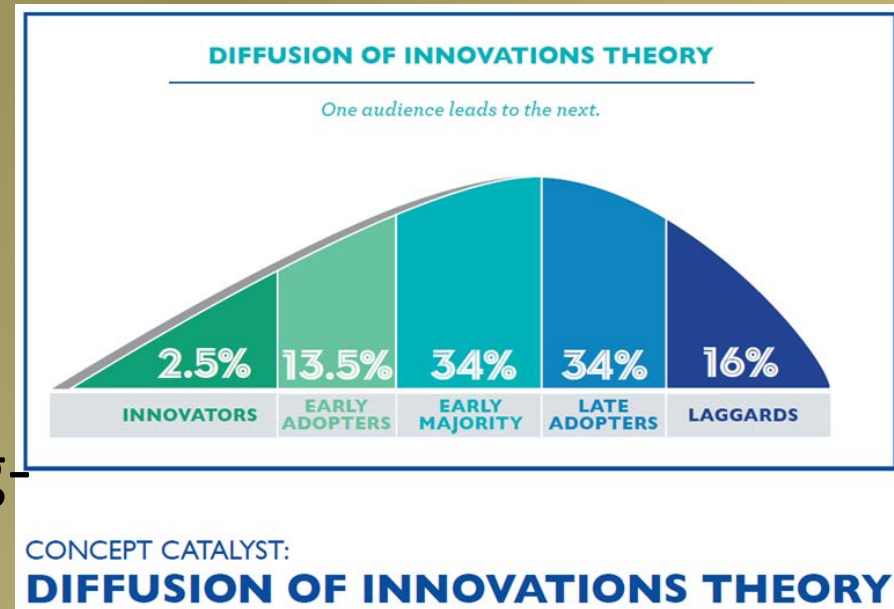 DIFFUSION OF INNOVATIONS THEORY
One audience leads to the next.
2.5% 13.5% 34% 34% 16%
INNOVATORS EARLY ADOPTERS EARLY MAJORITY LATE ADOPTERS LAGGARDS
CONCEPT CATALYST:
DIFFUSION OF INNOVATIONS THEORY